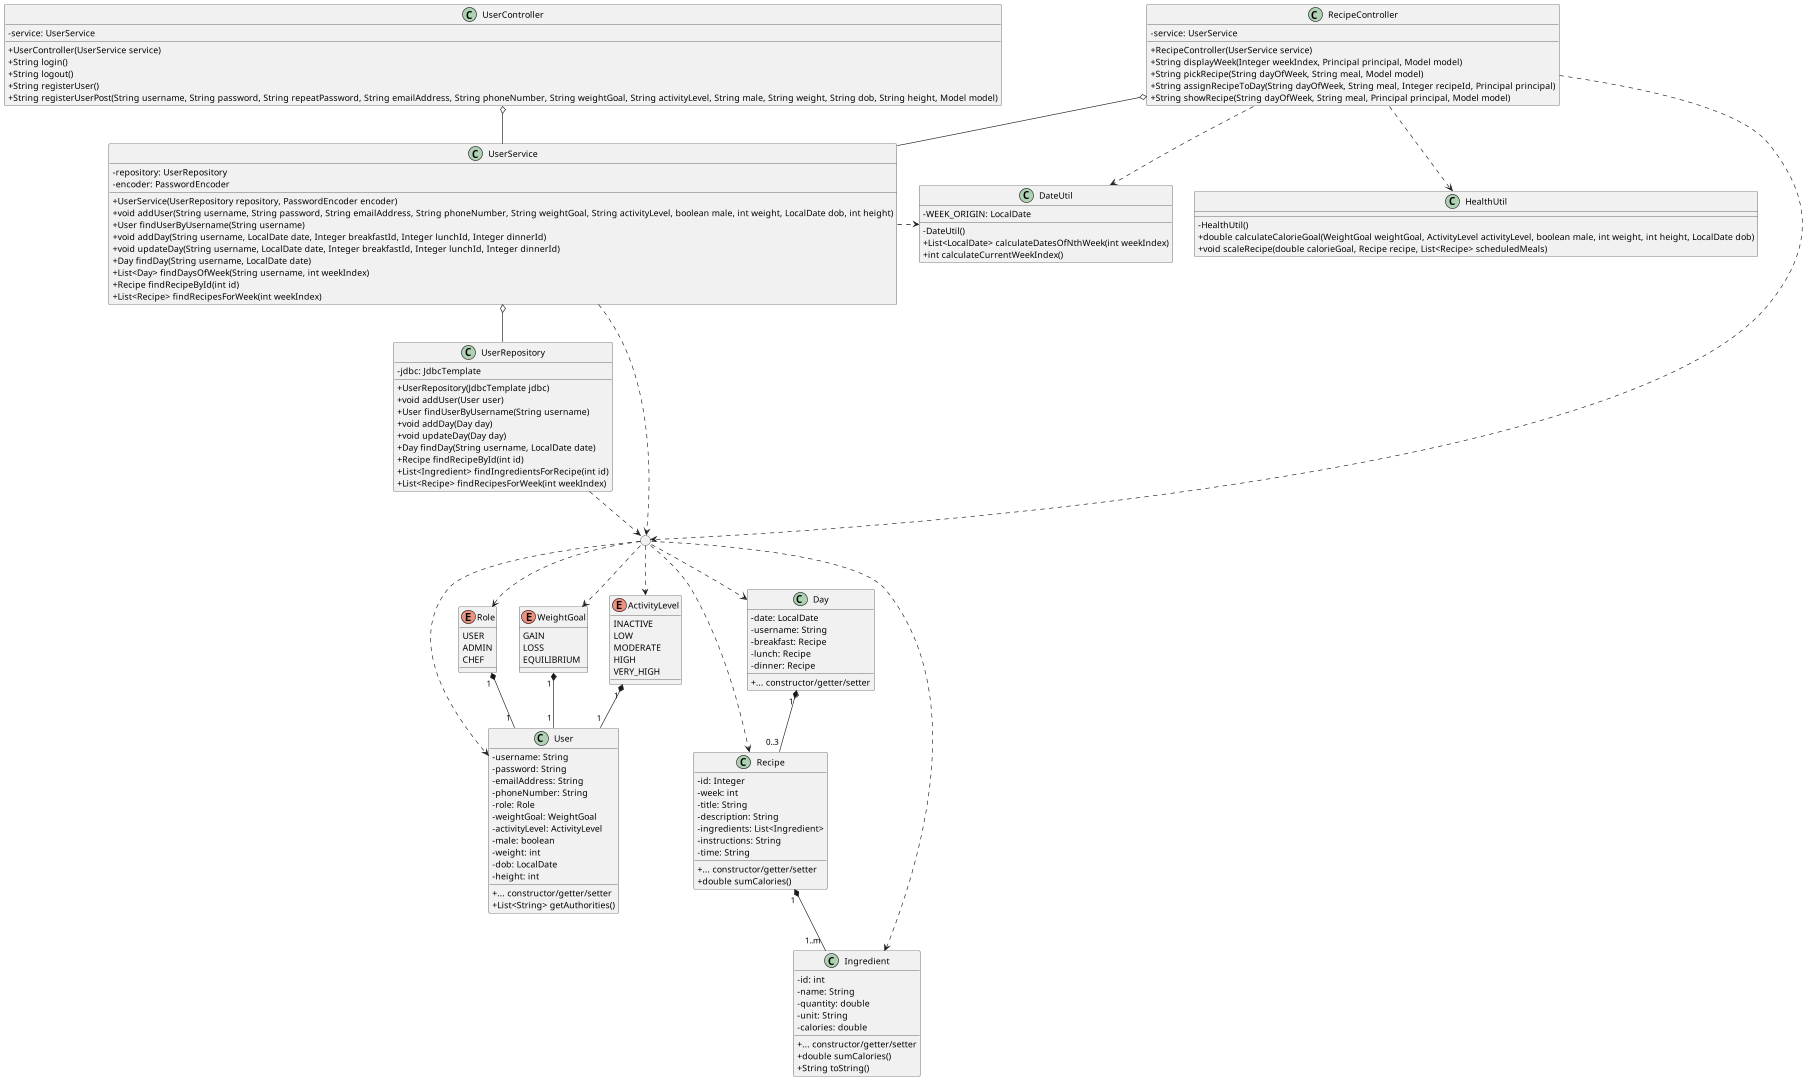 UserController
-service: UserService
+UserController(UserService service)
+String login()
+String logout()
+String registerUser()
+String registerUserPost(String username, String password, String repeatPassword, String emailAddress, String phoneNumber, String weightGoal, String activityLevel, String male, String weight, String dob, String height, Model model)
RecipeController
-service: UserService
+RecipeController(UserService service)
+String displayWeek(Integer weekIndex, Principal principal, Model model)
+String pickRecipe(String dayOfWeek, String meal, Model model)
+String assignRecipeToDay(String dayOfWeek, String meal, Integer recipeId, Principal principal)
+String showRecipe(String dayOfWeek, String meal, Principal principal, Model model)
UserService
-repository: UserRepository
-encoder: PasswordEncoder
+UserService(UserRepository repository, PasswordEncoder encoder)
+void addUser(String username, String password, String emailAddress, String phoneNumber, String weightGoal, String activityLevel, boolean male, int weight, LocalDate dob, int height)
+User findUserByUsername(String username)
+void addDay(String username, LocalDate date, Integer breakfastId, Integer lunchId, Integer dinnerId)
+void updateDay(String username, LocalDate date, Integer breakfastId, Integer lunchId, Integer dinnerId)
+Day findDay(String username, LocalDate date)
+List<Day> findDaysOfWeek(String username, int weekIndex)
+Recipe findRecipeById(int id)
+List<Recipe> findRecipesForWeek(int weekIndex)
DateUtil
-WEEK_ORIGIN: LocalDate
-DateUtil()
+List<LocalDate> calculateDatesOfNthWeek(int weekIndex)
+int calculateCurrentWeekIndex()
HealthUtil
-HealthUtil()
+double calculateCalorieGoal(WeightGoal weightGoal, ActivityLevel activityLevel, boolean male, int weight, int height, LocalDate dob)
+void scaleRecipe(double calorieGoal, Recipe recipe, List<Recipe> scheduledMeals)
UserRepository
-jdbc: JdbcTemplate
+UserRepository(JdbcTemplate jdbc)
+void addUser(User user)
+User findUserByUsername(String username)
+void addDay(Day day)
+void updateDay(Day day)
+Day findDay(String username, LocalDate date)
+Recipe findRecipeById(int id)
+List<Ingredient> findIngredientsForRecipe(int id)
+List<Recipe> findRecipesForWeek(int weekIndex)
Role
USER
ADMIN
CHEF
WeightGoal
GAIN
LOSS
EQUILIBRIUM
ActivityLevel
INACTIVE
LOW
MODERATE
HIGH
VERY_HIGH
Day
-date: LocalDate
-username: String
-breakfast: Recipe
-lunch: Recipe
-dinner: Recipe
+... constructor/getter/setter
1
1
1
1
1
1
1
0..3
User
-username: String
-password: String
-emailAddress: String
-phoneNumber: String
-role: Role
-weightGoal: WeightGoal
-activityLevel: ActivityLevel
-male: boolean
-weight: int
-dob: LocalDate
-height: int
+... constructor/getter/setter
+List<String> getAuthorities()
Recipe
-id: Integer
-week: int
-title: String
-description: String
-ingredients: List<Ingredient>
-instructions: String
-time: String
+... constructor/getter/setter
+double sumCalories()
1
1..m
Ingredient
-id: int
-name: String
-quantity: double
-unit: String
-calories: double
+... constructor/getter/setter
+double sumCalories()
+String toString()